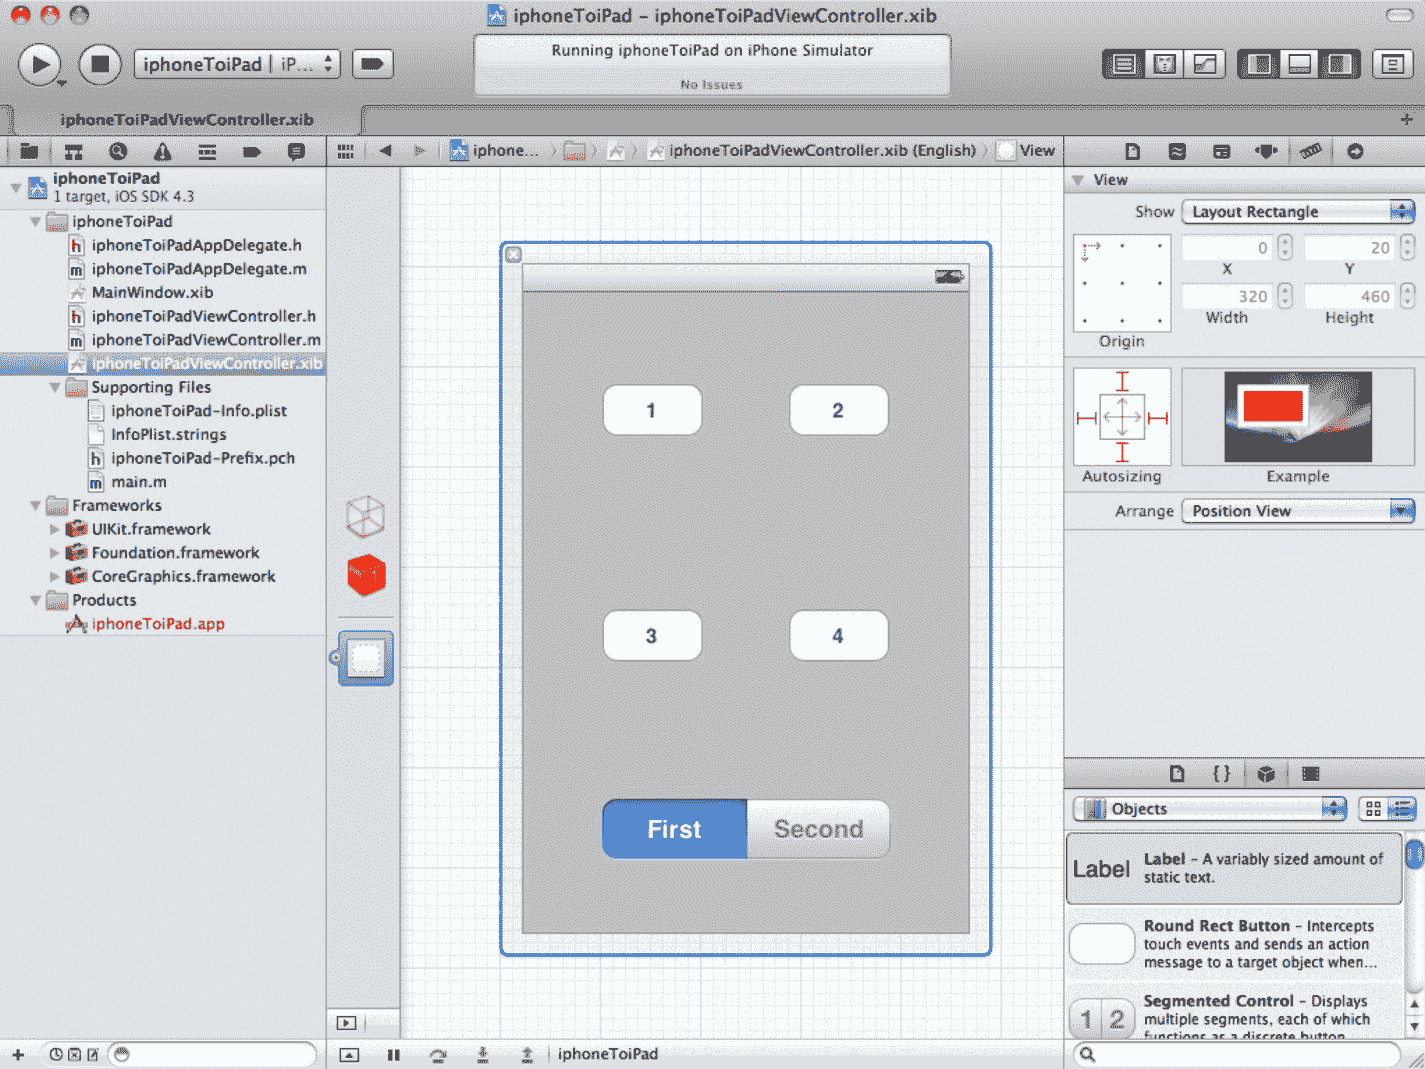 iphoneToiPad – iphoneToiPadViewController.xib
iphoneToiPad | iP...
Running iphoneToiPad on iPhone Simulator
No Issues
iphoneToiPadViewController.xib
iphone...
iphoneToiPadViewController.xib (English)
View
iphoneToiPad
1 target, iOS SDK 4.3
iphoneToiPad
iphoneToiPadAppDelegate.h
iphoneToiPadAppDelegate.m
MainWindow.xib
iphoneToiPadViewController.h
iphoneToiPadViewController.m
iphoneToiPadViewController.xib
Supporting Files
iphoneToiPad-Info.plist
InfoPlist.strings
iphoneToiPad-Prefix.pch
main.m
Frameworks
UIKit.framework
Foundation.framework
CoreGraphics.framework
Products
iphoneToiPad.app
1
2
3
4
First
Second
iphoneToiPad
View
Show
Layout Rectangle
0
20
X
Y
320
460
Width
Height
Origin
Autosizing
Example
Arrange
Position View
{ }
Objects
Label
Label – A variably sized amount of
static text.
Round Rect Button – Intercepts
touch events and sends an action
message to a target object when...
1 2
Segmented Control – Displays
multiple segments, each of which
functions as a discrete button.